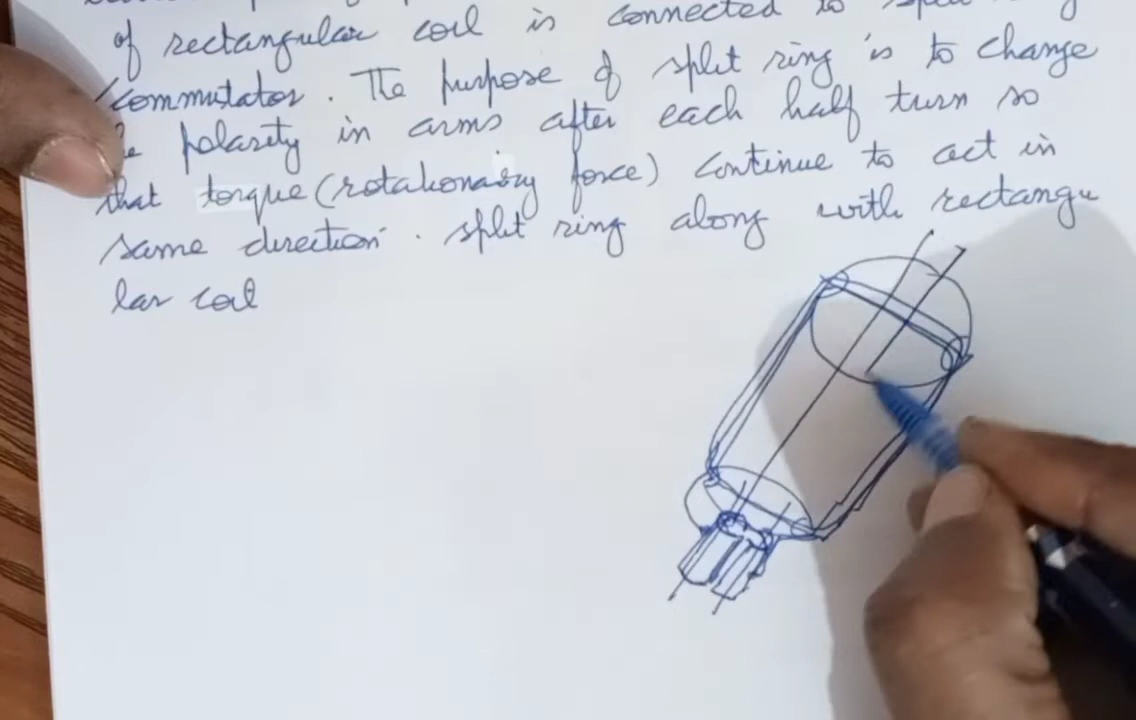 of rectangular coil is connected to split ring
commutator. The purpose of split ring is to change
polarity in arms after each half turn so
that torque (rotationary force) continue to act in
same direction. split ring along with rectangu
lar coil